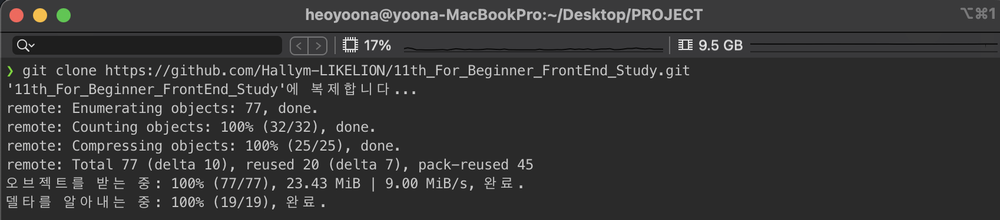 heoyoona@yoona-MacBookPro:~/Desktop/PROJECT ⌥⌘1
17% 9.5 GB
❯ git clone https://github.com/Hallym-LIKELION/11th_For_Beginner_FrontEnd_Study.git
'11th_For_Beginner_FrontEnd_Study'에 복제합니다...
remote: Enumerating objects: 77, done.
remote: Counting objects: 100% (32/32), done.
remote: Compressing objects: 100% (25/25), done.
remote: Total 77 (delta 10), reused 20 (delta 7), pack-reused 45
오브젝트를 받는 중: 100% (77/77), 23.43 MiB | 9.00 MiB/s, 완료.
델타를 알아내는 중: 100% (19/19), 완료.